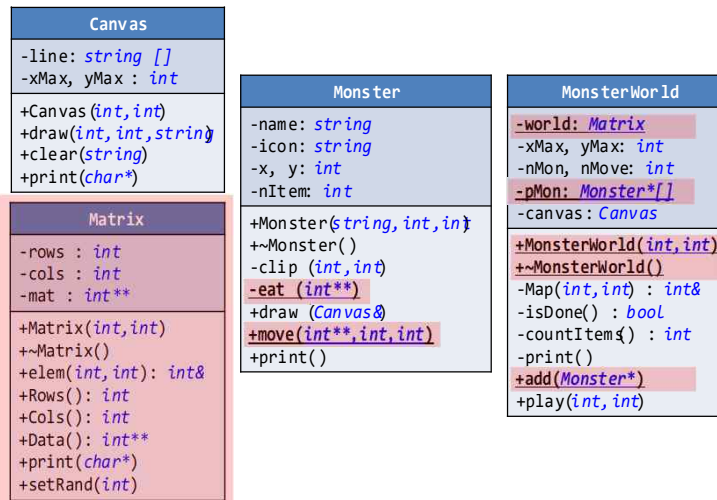 Canvas
-line: string []
-xMax, yMax : int
+Canvas(int,int)
+draw(int,int,string)
+clear(string)
+print(char*)
Matrix
-rows : int
-cols : int
-mat : int**
+Matrix(int,int)
+~Matrix()
+elem(int,int): int&
+Rows(): int
+Cols(): int
+Data(): int**
+print(char*)
+setRand(int)
Monster
-name: string
-icon: string
-x, y: int
-nItem: int
+Monster(string,int,int)
+~Monster()
-clip (int,int)
-eat (int**)
+draw (Canvas&)
+move(int**,int,int)
+print()
MonsterWorld
-world: Matrix
-xMax, yMax: int
-nMon, nMove: int
-pMon: Monster*[]
-canvas: Canvas
+MonsterWorld(int,int)
+~MonsterWorld()
-Map(int,int) : int&
-isDone() : bool
-countItems() : int
-print()
+add(Monster*)
+play(int,int)